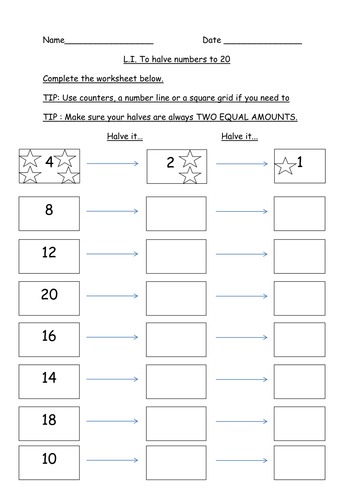 Name__________________ Date ________________
L.I. To halve numbers to 20
Complete the worksheet below.
TIP: Use counters, a number line or a square grid if you need to
TIP : Make sure your halves are always TWO EQUAL AMOUNTS.
Halve it... Halve it...
4 2 1
8
12
20
16
14
18
10